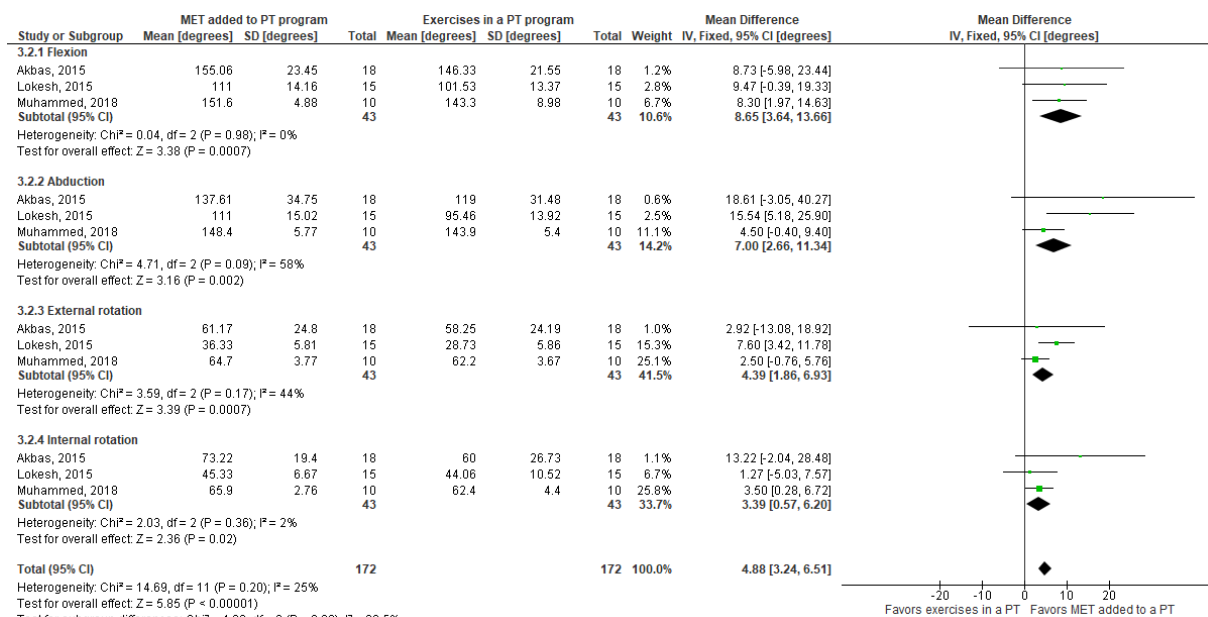 MET added to PT program Exercises in a PT program Mean Difference Mean Difference
Study or Subgroup Mean [degrees] SD [degrees] Total Mean [degrees] SD [degrees] Total Weight IV, Fixed, 95% CI [degrees] IV, Fixed, 95% CI [degrees]
3.2.1 Flexion
Akbas, 2015 155.06 23.45 18 146.33 21.55 18 1.2% 8.73 [-5.98, 23.44]
Lokesh, 2015 111 14.16 15 101.53 13.37 15 2.8% 9.47 [-0.39, 19.33]
Muhammed, 2018 151.6 4.88 10 143.3 8.98 10 6.7% 8.30 [1.97, 14.63]
Subtotal (95% CI) 43 43 10.6% 8.65 [3.64, 13.66]
Heterogeneity: Chi² = 0.04, df = 2 (P = 0.98); I² = 0%
Test for overall effect: Z = 3.38 (P = 0.0007)
3.2.2 Abduction
Akbas, 2015 137.61 34.75 18 119 31.48 18 0.6% 18.61 [-3.05, 40.27]
Lokesh, 2015 111 15.02 15 95.46 13.92 15 2.5% 15.54 [5.18, 25.90]
Muhammed, 2018 148.4 5.77 10 143.9 5.4 10 11.1% 4.50 [-0.40, 9.40]
Subtotal (95% CI) 43 43 14.2% 7.00 [2.66, 11.34]
Heterogeneity: Chi² = 4.71, df = 2 (P = 0.09); I² = 58%
Test for overall effect: Z = 3.16 (P = 0.002)
3.2.3 External rotation
Akbas, 2015 61.17 24.8 18 58.25 24.19 18 1.0% 2.92 [-13.08, 18.92]
Lokesh, 2015 36.33 5.81 15 28.73 5.86 15 15.3% 7.60 [3.42, 11.78]
Muhammed, 2018 64.7 3.77 10 62.2 3.67 10 25.1% 2.50 [-0.76, 5.76]
Subtotal (95% CI) 43 43 41.5% 4.39 [1.86, 6.93]
Heterogeneity: Chi² = 3.59, df = 2 (P = 0.17); I² = 44%
Test for overall effect: Z = 3.39 (P = 0.0007)
3.2.4 Internal rotation
Akbas, 2015 73.22 19.4 18 60 26.73 18 1.1% 13.22 [-2.04, 28.48]
Lokesh, 2015 45.33 6.67 15 44.06 10.52 15 6.7% 1.27 [-5.03, 7.57]
Muhammed, 2018 65.9 2.76 10 62.4 4.4 10 25.8% 3.50 [0.28, 6.72]
Subtotal (95% CI) 43 43 33.7% 3.39 [0.57, 6.20]
Heterogeneity: Chi² = 2.03, df = 2 (P = 0.36); I² = 2%
Test for overall effect: Z = 2.36 (P = 0.02)
Total (95% CI) 172 172 100.0% 4.88 [3.24, 6.51]
Heterogeneity: Chi² = 14.69, df = 11 (P = 0.20); I² = 25%
Test for overall effect: Z = 5.85 (P < 0.00001)
-20 -10 0 10 20
Favors exercises in a PT Favors MET added to a PT